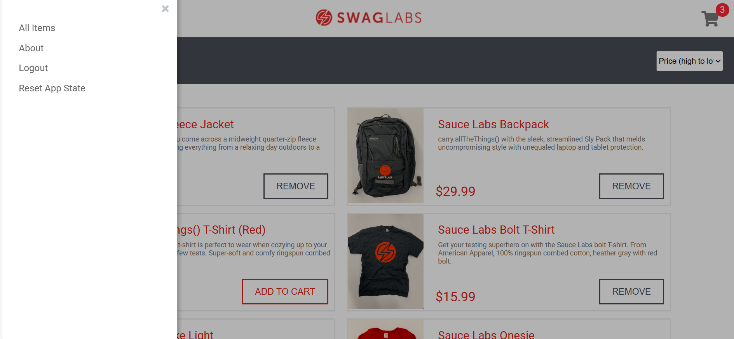 All Items
About
Logout
Reset App State
SWAGLABS
3
Price (high to lo
eece Jacket
u come across a midweight quarter-zip fleece
ng everything from a relaxing day outdoors to a
REMOVE
Sauce Labs Backpack
carry allTheThings() with the sleek, streamlined Sly Pack that melds
uncompromising style with unequaled laptop and tablet protection.
$29.99
REMOVE
ngs() T-Shirt (Red)
t-shirt is perfect to wear when cozying up to your
few tests. Super-soft and comfy ringspun combed
ADD TO CART
Sauce Labs Bolt T-Shirt
Get your testing superhero on with the Sauce Labs bolt T-shirt. From
American Apparel, 100% ringspun combed cotton, heather gray with red
bolt.
$15.99
REMOVE
ke Light
Sauce Labs Onesie